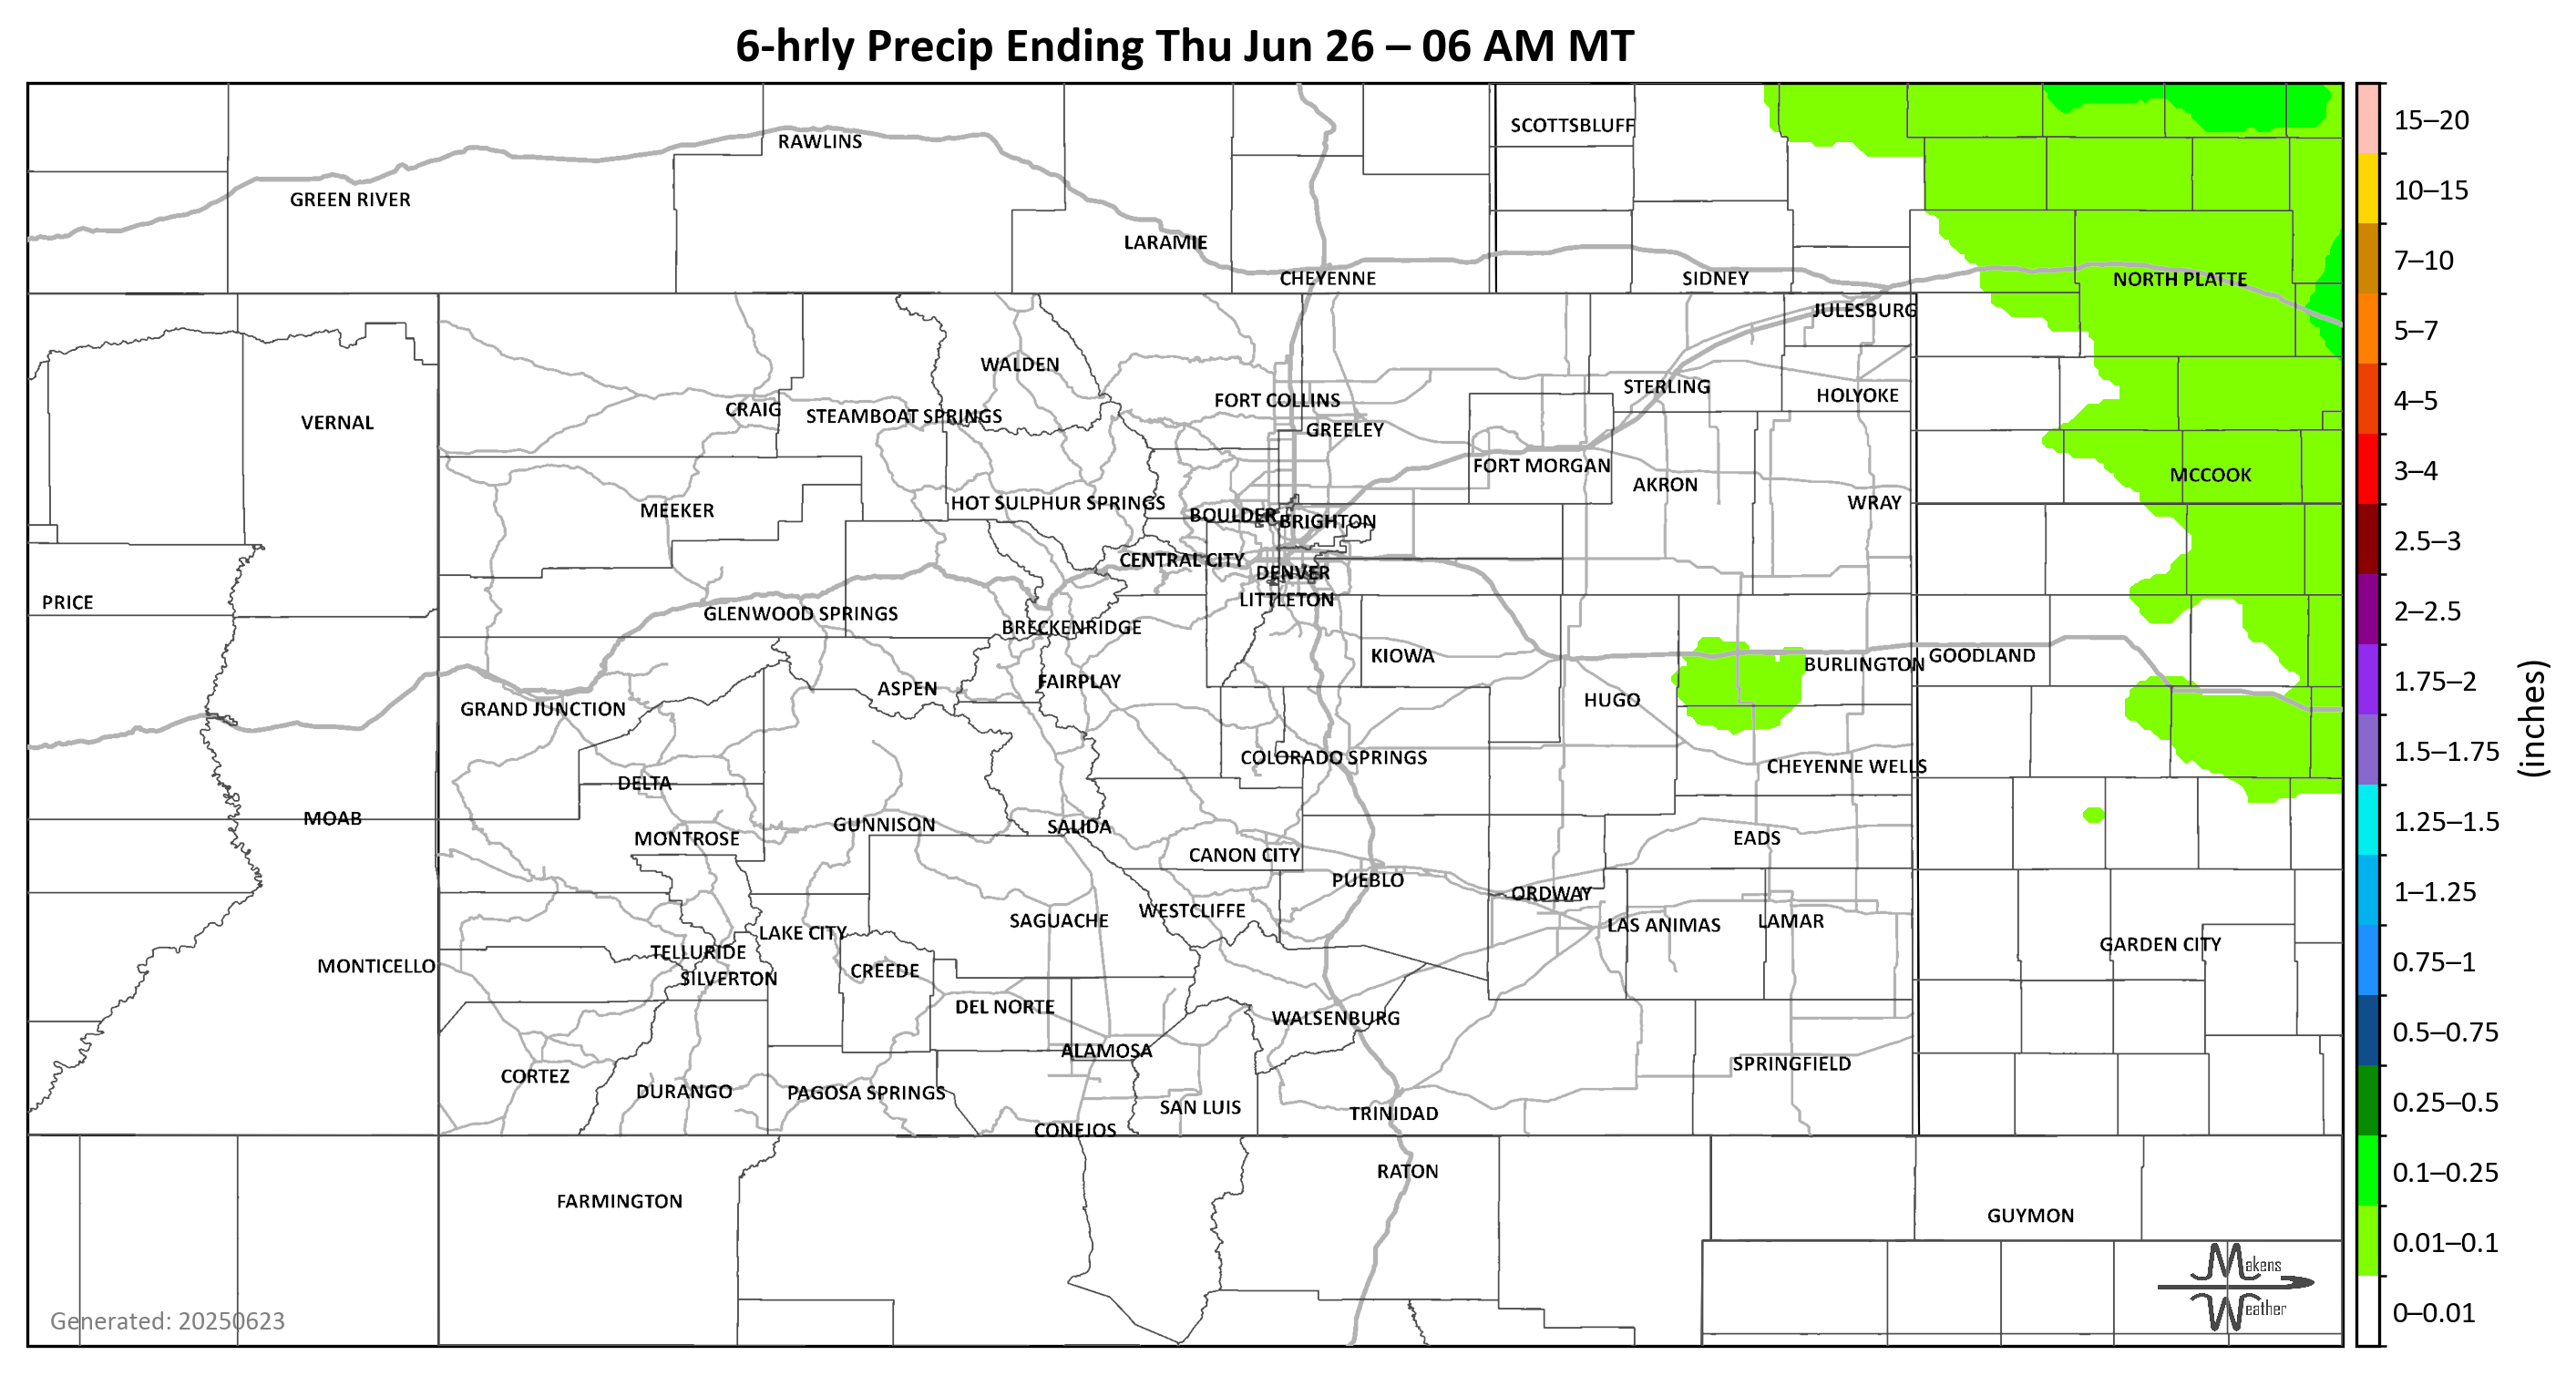 6-hrly Precip Ending Thu Jun 26 – 06 AM MT
SCOTTSBLUFF
RAWLINS
GREEN RIVER
LARAMIE
CHEYENNE
SIDNEY
NORTH PLATTE
JULESBURG
WALDEN
STERLING
HOLYOKE
FORT COLLINS
CRAIG
STEAMBOAT SPRINGS
VERNAL
GREELEY
FORT MORGAN
MCCOOK
AKRON
HOT SULPHUR SPRINGS
WRAY
MEEKER
BOULDER
BRIGHTON
CENTRAL CITY
DENVER
PRICE
LITTLETON
GLENWOOD SPRINGS
BRECKENRIDGE
KIOWA
BURLINGTON
GOODLAND
FAIRPLAY
ASPEN
HUGO
GRAND JUNCTION
COLORADO SPRINGS
CHEYENNE WELLS
DELTA
MOAB
GUNNISON
SALIDA
MONTROSE
EADS
CANON CITY
PUEBLO
ORDWAY
WESTCLIFFE
SAGUACHE
LAS ANIMAS
LAMAR
LAKE CITY
GARDEN CITY
TELLURIDE
MONTICELLO
CREEDE
SILVERTON
DEL NORTE
WALSENBURG
ALAMOSA
SPRINGFIELD
CORTEZ
DURANGO
PAGOSA SPRINGS
SAN LUIS
TRINIDAD
CONEJOS
RATON
FARMINGTON
GUYMON
Makens
Weather
Generated: 20250623
15–20
10–15
7–10
5–7
4–5
3–4
2.5–3
2–2.5
1.75–2
1.5–1.75
1.25–1.5
1–1.25
0.75–1
0.5–0.75
0.25–0.5
0.1–0.25
0.01–0.1
0–0.01
(inches)